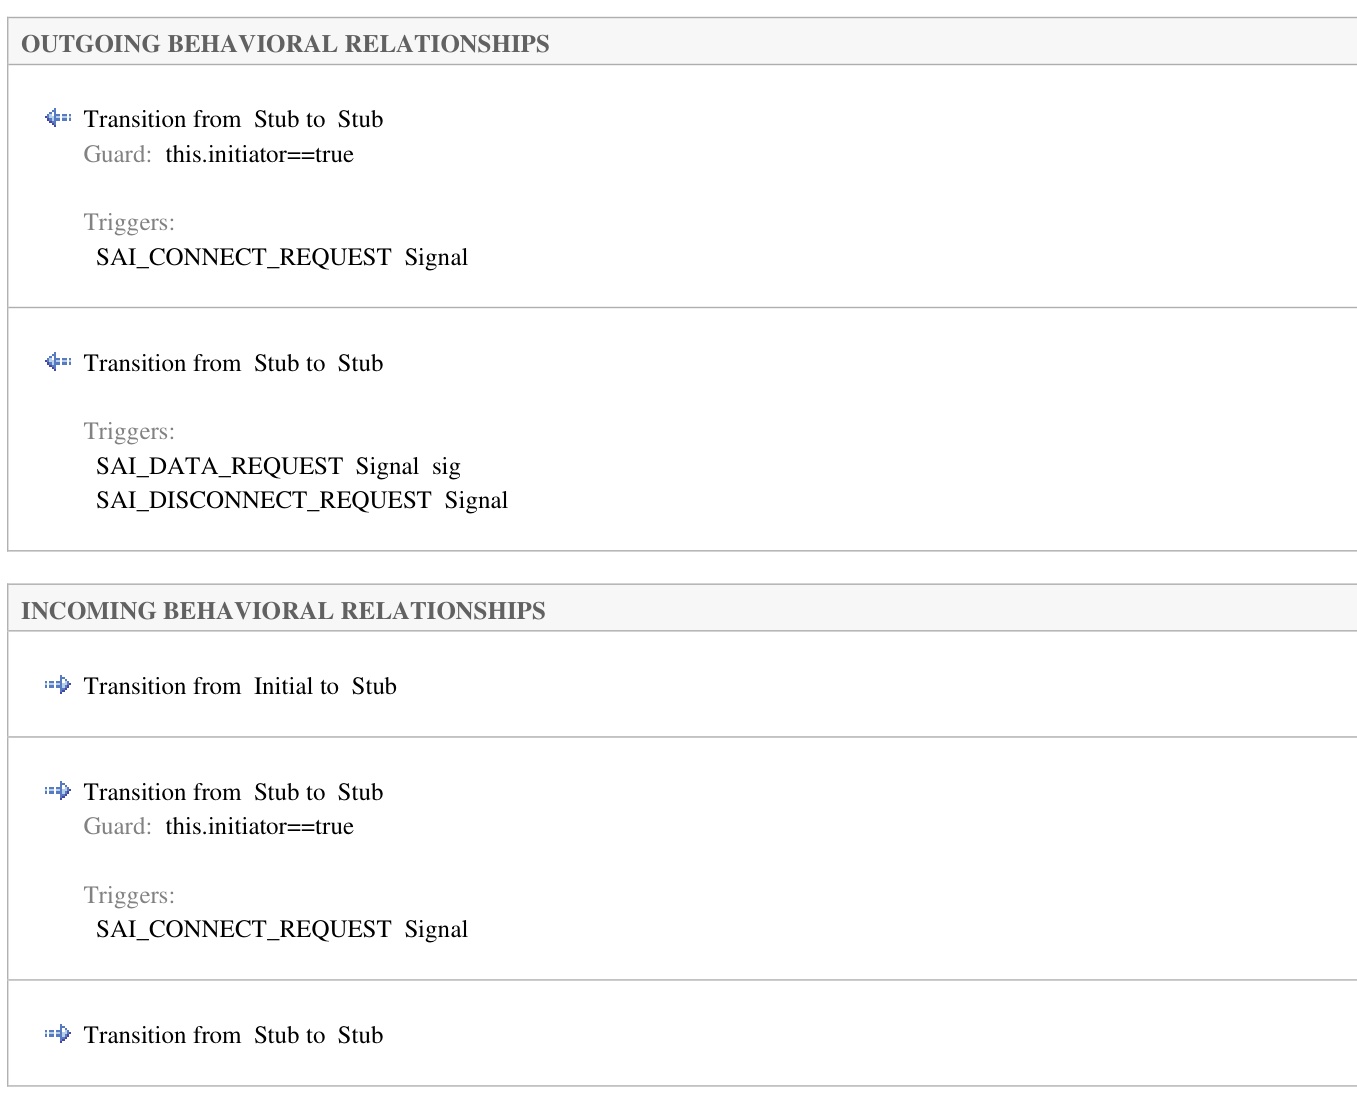 OUTGOING BEHAVIORAL RELATIONSHIPS
Transition from Stub to Stub
Guard: this.initiator==true
Triggers:
SAI_CONNECT_REQUEST Signal
Transition from Stub to Stub
Triggers:
SAI_DATA_REQUEST Signal sig
SAI_DISCONNECT_REQUEST Signal
INCOMING BEHAVIORAL RELATIONSHIPS
Transition from Initial to Stub
Transition from Stub to Stub
Guard: this.initiator==true
Triggers:
SAI_CONNECT_REQUEST Signal
Transition from Stub to Stub